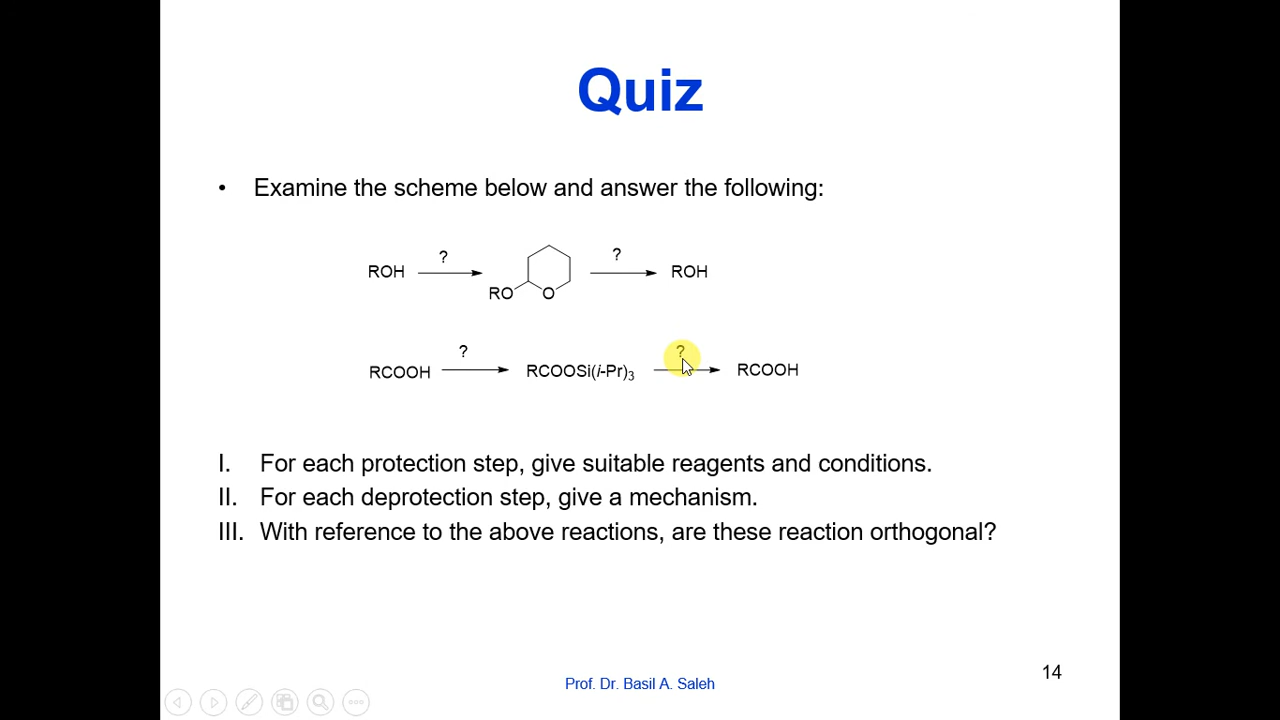 Quiz
• Examine the scheme below and answer the following:
ROH ? RO O ? ROH
RCOOH ? RCOOSi(i-Pr)3 ? RCOOH
I. For each protection step, give suitable reagents and conditions.
II. For each deprotection step, give a mechanism.
III. With reference to the above reactions, are these reaction orthogonal?
Prof. Dr. Basil A. Saleh
14